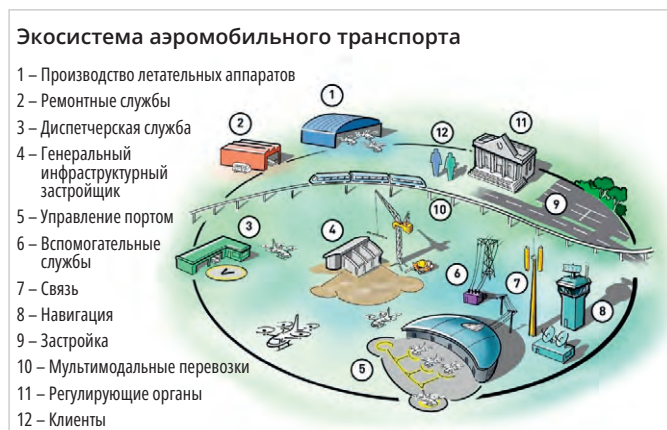 Экосистема аэромобильного транспорта
1 – Производство летательных аппаратов
2 – Ремонтные службы
3 – Диспетчерская служба
4 – Генеральный
инфраструктурный
застройщик
5 – Управление портом
6 – Вспомогательные
службы
7 – Связь
8 – Навигация
9 – Застройка
10 – Мультимодальные перевозки
11 – Регулирующие органы
12 – Клиенты
1
2
12
11
9
10
3
4
6
7
8
5